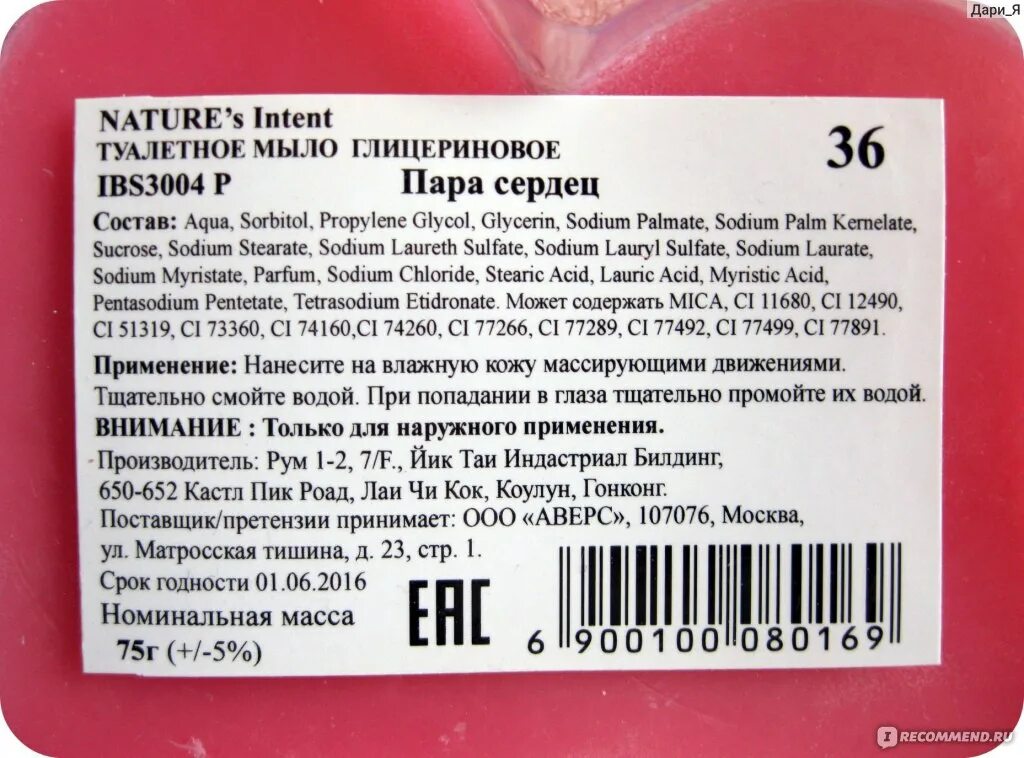 Дари_Я
NATURE's Intent
ТУАЛЕТНОЕ МЫЛО ГЛИЦЕРИНОВОЕ
36
IBS3004 P Пара сердец
Состав: Aqua, Sorbitol, Propylene Glycol, Glycerin, Sodium Palmate, Sodium Palm Kernelate,
Sucrose, Sodium Stearate, Sodium Laureth Sulfate, Sodium Lauryl Sulfate, Sodium Laurate,
Sodium Myristate, Parfum, Sodium Chloride, Stearic Acid, Lauric Acid, Myristic Acid,
Pentasodium Pentetate, Tetrasodium Etidronate. Может содержать MICA, CI 11680, CI 12490,
CI 51319, CI 73360, CI 74160,CI 74260, CI 77266, CI 77289, CI 77492, CI 77499, CI 77891.
Применение: Нанесите на влажную кожу массирующими движениями.
Тщательно смойте водой. При попадании в глаза тщательно промойте их водой.
ВНИМАНИЕ : Только для наружного применения.
Производитель: Рум 1-2, 7/F., Йик Таи Индастриал Билдинг,
650-652 Кастл Пик Роад, Лаи Чи Кок, Коулун, Гонконг.
Поставщик/претензии принимает: ООО «АВЕРС», 107076, Москва,
ул. Матросская тишина, д. 23, стр. 1.
Срок годности 01.06.2016
Номинальная масса
75г (+/-5%)
EAC
6 900100 080169
IRECOMMEND.RU